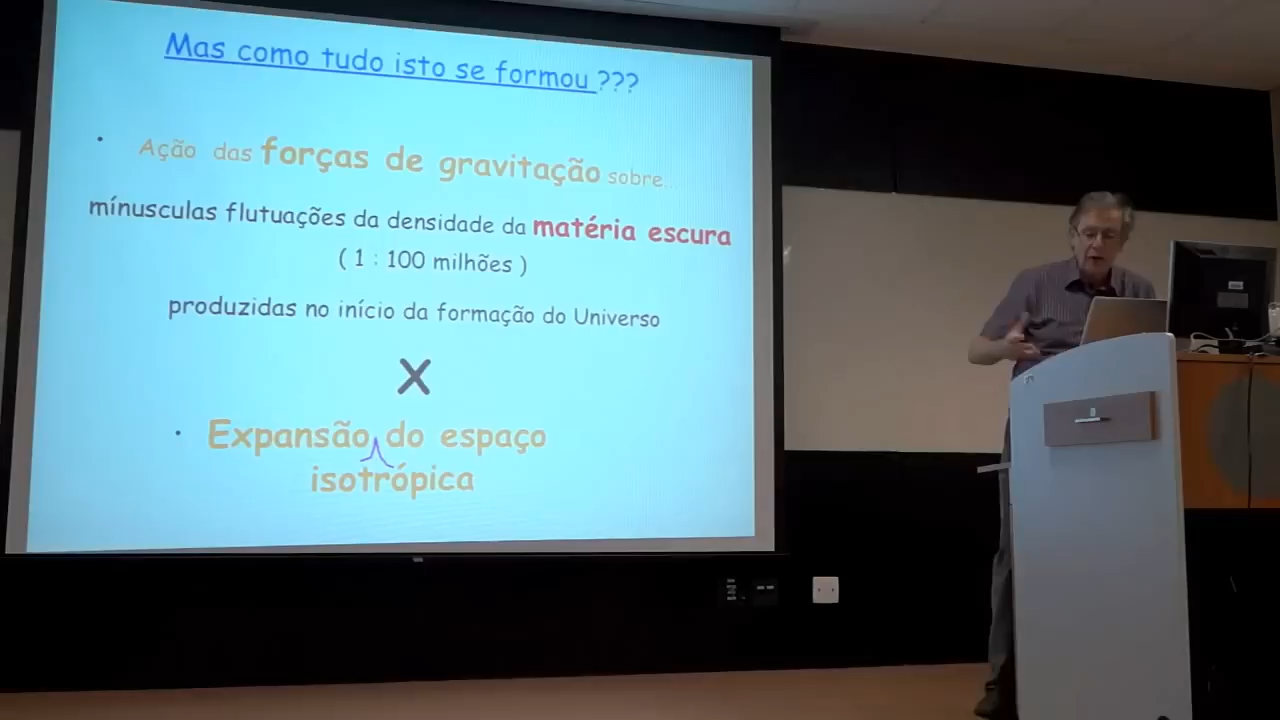 Mas como tudo isto se formou ???
• Ação das forças de gravitação sobre..
mínusculas flutuações da densidade da matéria escura
( 1 : 100 milhões )
produzidas no início da formação do Universo
X
• Expansão do espaço
isotrópica